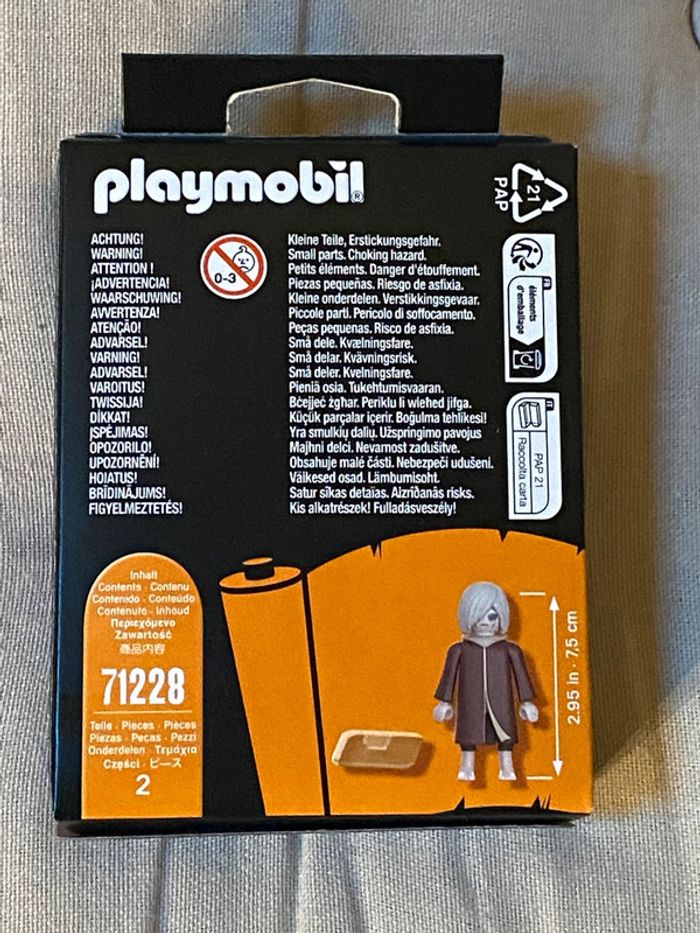 playmobil®
21
PAP
ACHTUNG! Kleine Teile, Erstickungsgefahr.
WARNING! Small parts. Choking hazard.
ATTENTION ! Petits éléments. Danger d'étouffement.
¡ADVERTENCIA! Piezas pequeñas. Riesgo de asfixia.
WAARSCHUWING! Kleine onderdelen. Verstikkingsgevaar.
AVVERTENZA! Piccole parti. Pericolo di soffocamento.
ATENÇÃO! Peças pequenas. Risco de asfixia.
ADVARSEL! Små dele. Kvælningsfare.
VARNING! Små delar. Kvävningsrisk.
ADVARSEL! Små deler. Kvelningsfare.
VAROITUS! Pieniä osia. Tukehtumisvaaran.
TWISSIJA! Bċejjeċ żgħar. Periklu li wieħed jifga.
DİKKAT! Küçük parçalar içerir. Boğulma tehlikesi!
ĮSPĖJIMAS! Yra smulkių dalių. Užspringimo pavojus
OPOZORILO! Majhni delci. Nevarnost zadušitve.
UPOZORNĚNÍ! Obsahuje malé části. Nebezpečí udušení.
HOIATUS! Väikesed osad. Lämbumisoht.
BRĪDINĀJUMS! Satur sīkas detaļas. Aizrīšanās risks.
FIGYELMEZTETÉS! Kis alkatrészek! Fulladásveszély!
0-3
FR
éléments
d'emballage
IT
PAP 21
Raccolta carta
Inhalt
Contents · Contenu
Contenido · Conteúdo
Contenuto · Inhoud
Περιεχόμενο
Zawartość
商品内容
71228
Teile · Pieces · Pièces
Piezas · Peças · Pezzi
Onderdelen · Τεμάχια
Części · ピース
2
2.95 in · 7,5 cm